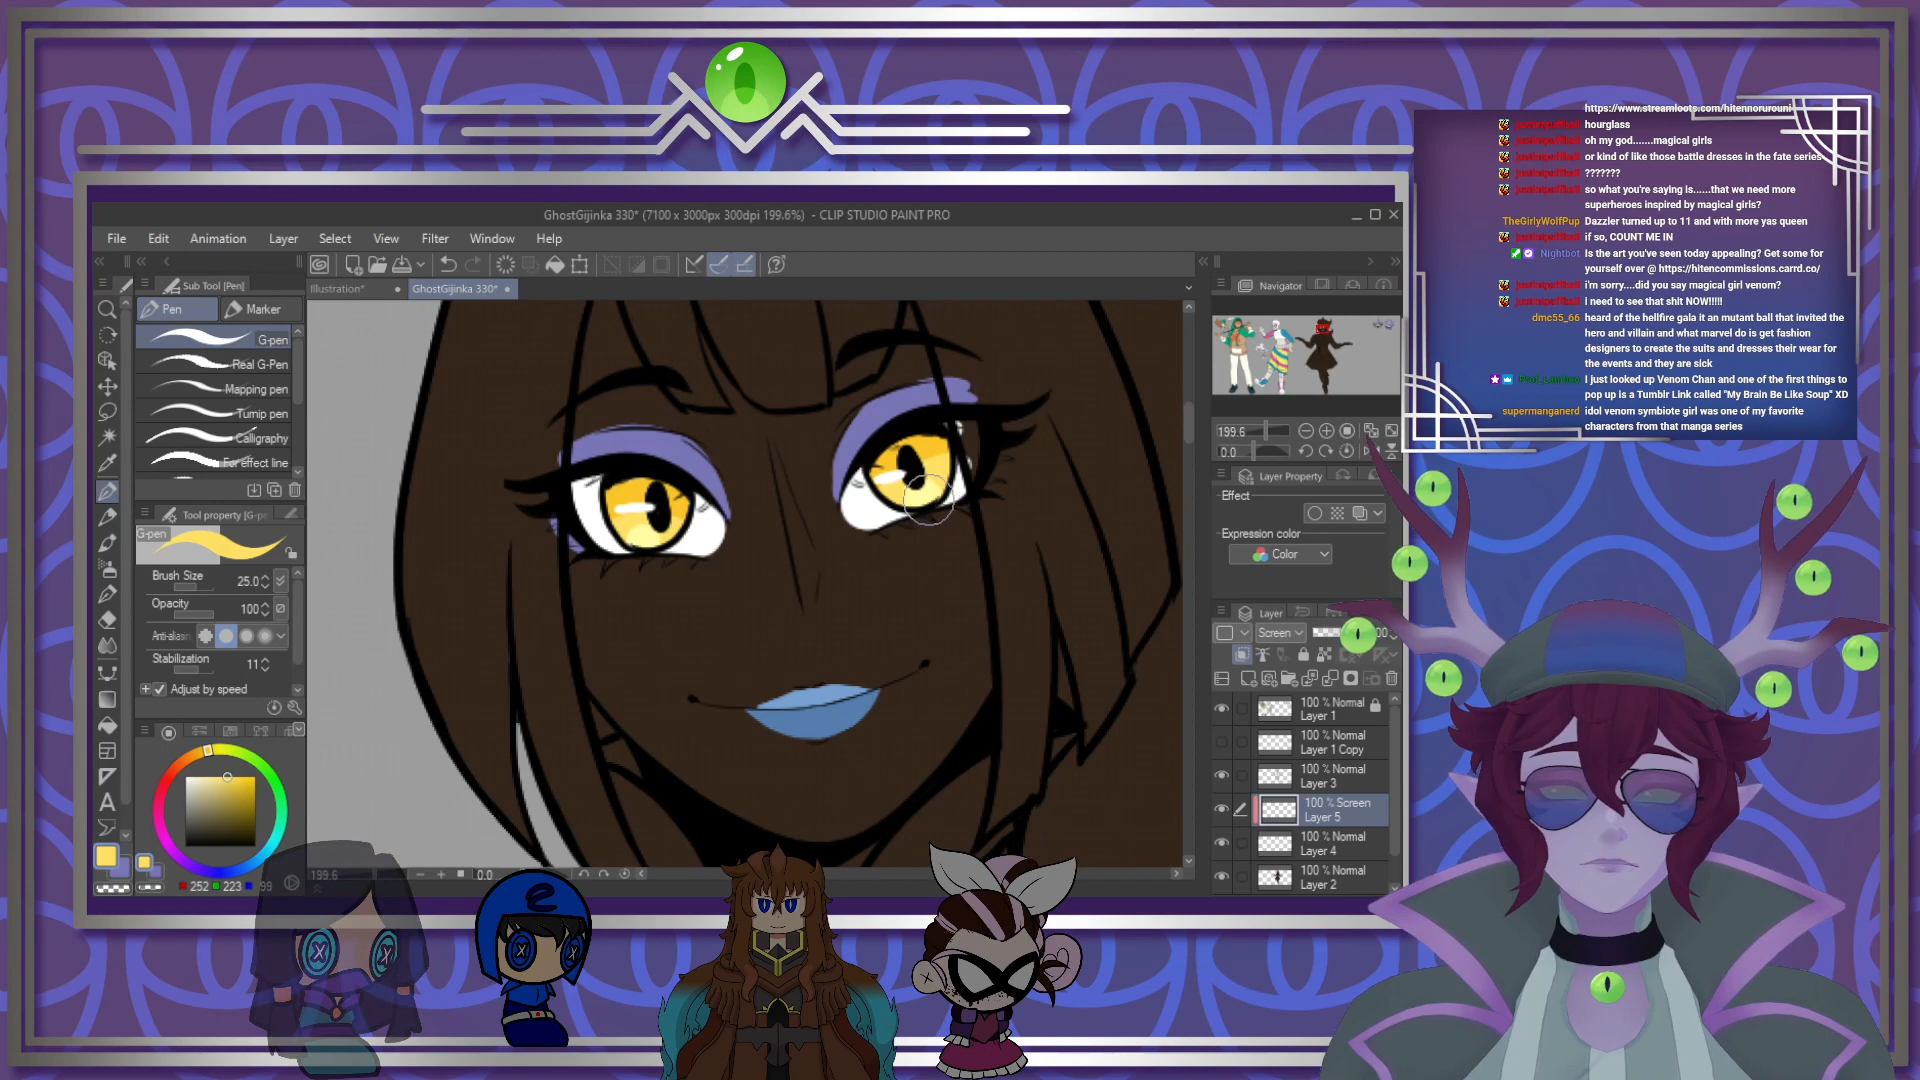 GhostGijinka 330* (7100 x 3000px 300dpi 199.6%) - CLIP STUDIO PAINT PRO
File Edit Animation Layer Select View Filter Window Help
Sub Tool [Pen]
Illustration*
GhostGijinka 330*
Pen
Marker
G-pen
Real G-Pen
Mapping pen
Turnip pen
Calligraphy
For effect line
Tool property [G-pe
G-pen
Brush Size 25.0
Opacity 100
Anti-aliasin
Stabilization 11
Adjust by speed
252 223 99
199.6
0.0
Navigator
199.6
0.0
Layer Property
Effect
Expression color
Color
Layer
Screen
100 % Normal
Layer 1
100 % Normal
Layer 1 Copy
100 % Normal
Layer 3
100 % Screen
Layer 5
100 % Normal
Layer 4
100 % Normal
Layer 2
https://www.streamloots.com/hitennorurouni
hourglass
oh my god.......magical girls
or kind of like those battle dresses in the fate series
???????
so what you're saying is......that we need more
superheroes inspired by magical girls?
TheGirlyWolfPup Dazzler turned up to 11 and with more yas queen
if so, COUNT ME IN
Nightbot Is the art you've seen today appealing? Get some for
yourself over @ https://hitencommissions.carrd.co/
i'm sorry....did you say magical girl venom?
i need to see that shit NOW!!!!!
dmc55_66 heard of the hellfire gala it an mutant ball that invited the
hero and villain and what marvel do is get fashion
designers to create the suits and dresses their wear for
the events and they are sick
I just looked up Venom Chan and one of the first things to
pop up is a Tumblr Link called "My Brain Be Like Soup" XD
supermanganerd idol venom symbiote girl was one of my favorite
characters from that manga series